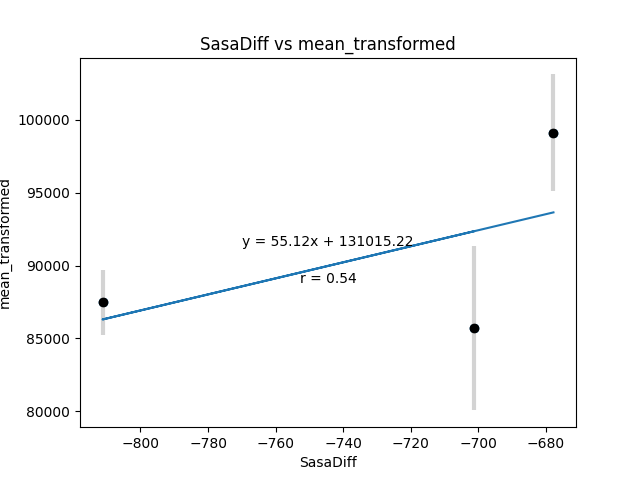 SasaDiff vs mean_transformed
mean_transformed
100000
95000
90000
85000
80000
y = 55.12x + 131015.22
r = 0.54
−800
−780
−760
−740
−720
−700
−680
SasaDiff